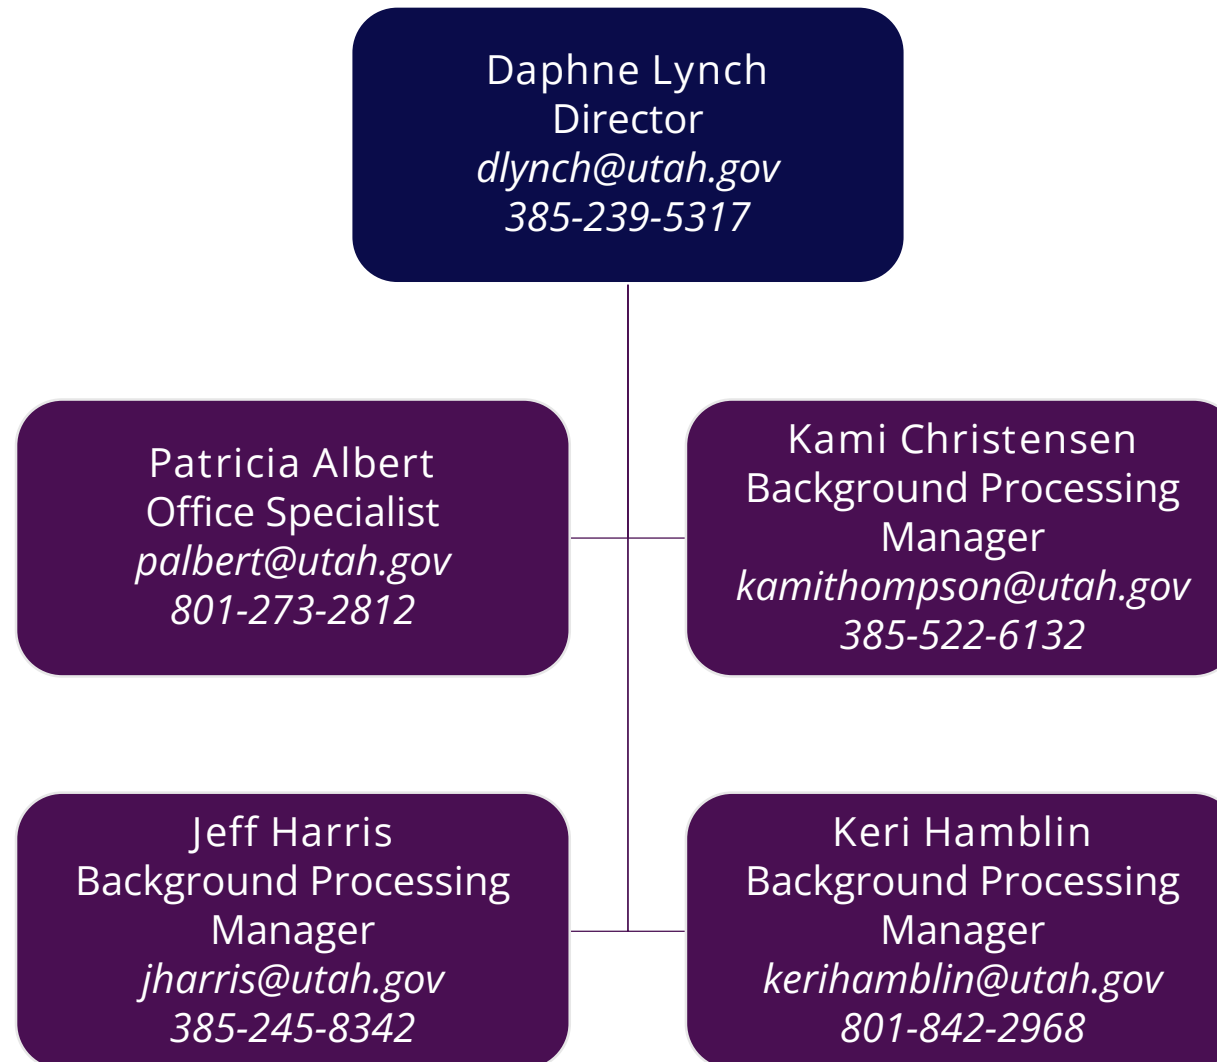 Daphne Lynch
Director
dlynch@utah.gov
385-239-5317
Patricia Albert
Office Specialist
palbert@utah.gov
801-273-2812
Kami Christensen
Background Processing
Manager
kamithompson@utah.gov
385-522-6132
Jeff Harris
Background Processing
Manager
jharris@utah.gov
385-245-8342
Keri Hamblin
Background Processing
Manager
kerihamblin@utah.gov
801-842-2968